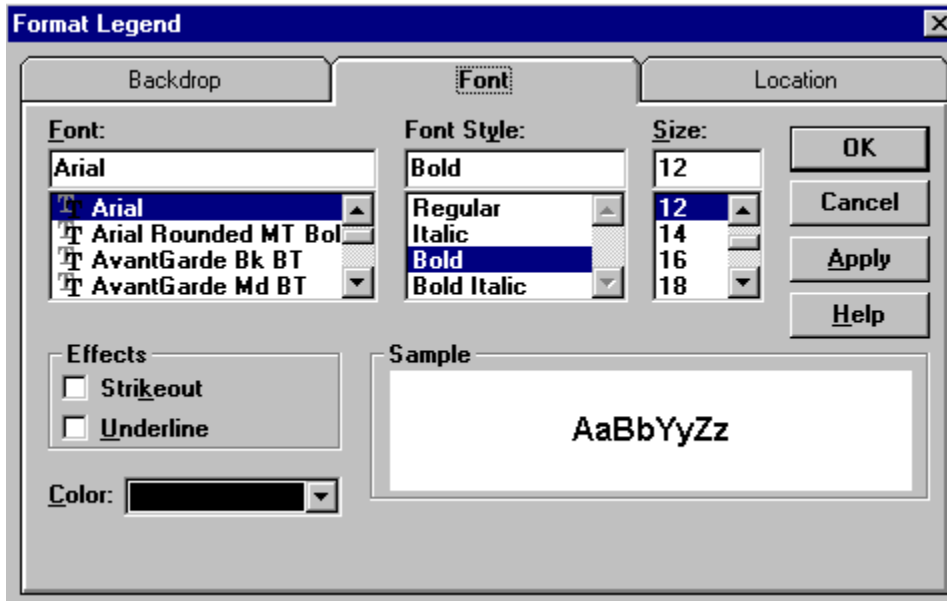 Format Legend
Backdrop Font Location
Font: Font Style: Size:
Arial Bold 12 OK
Arial Regular 12 Cancel
Arial Rounded MT Bol Italic 14
AvantGarde Bk BT Bold 16 Apply
AvantGarde Md BT Bold Italic 18
Help
Effects Sample
Strikeout
Underline AaBbYyZz
Color: